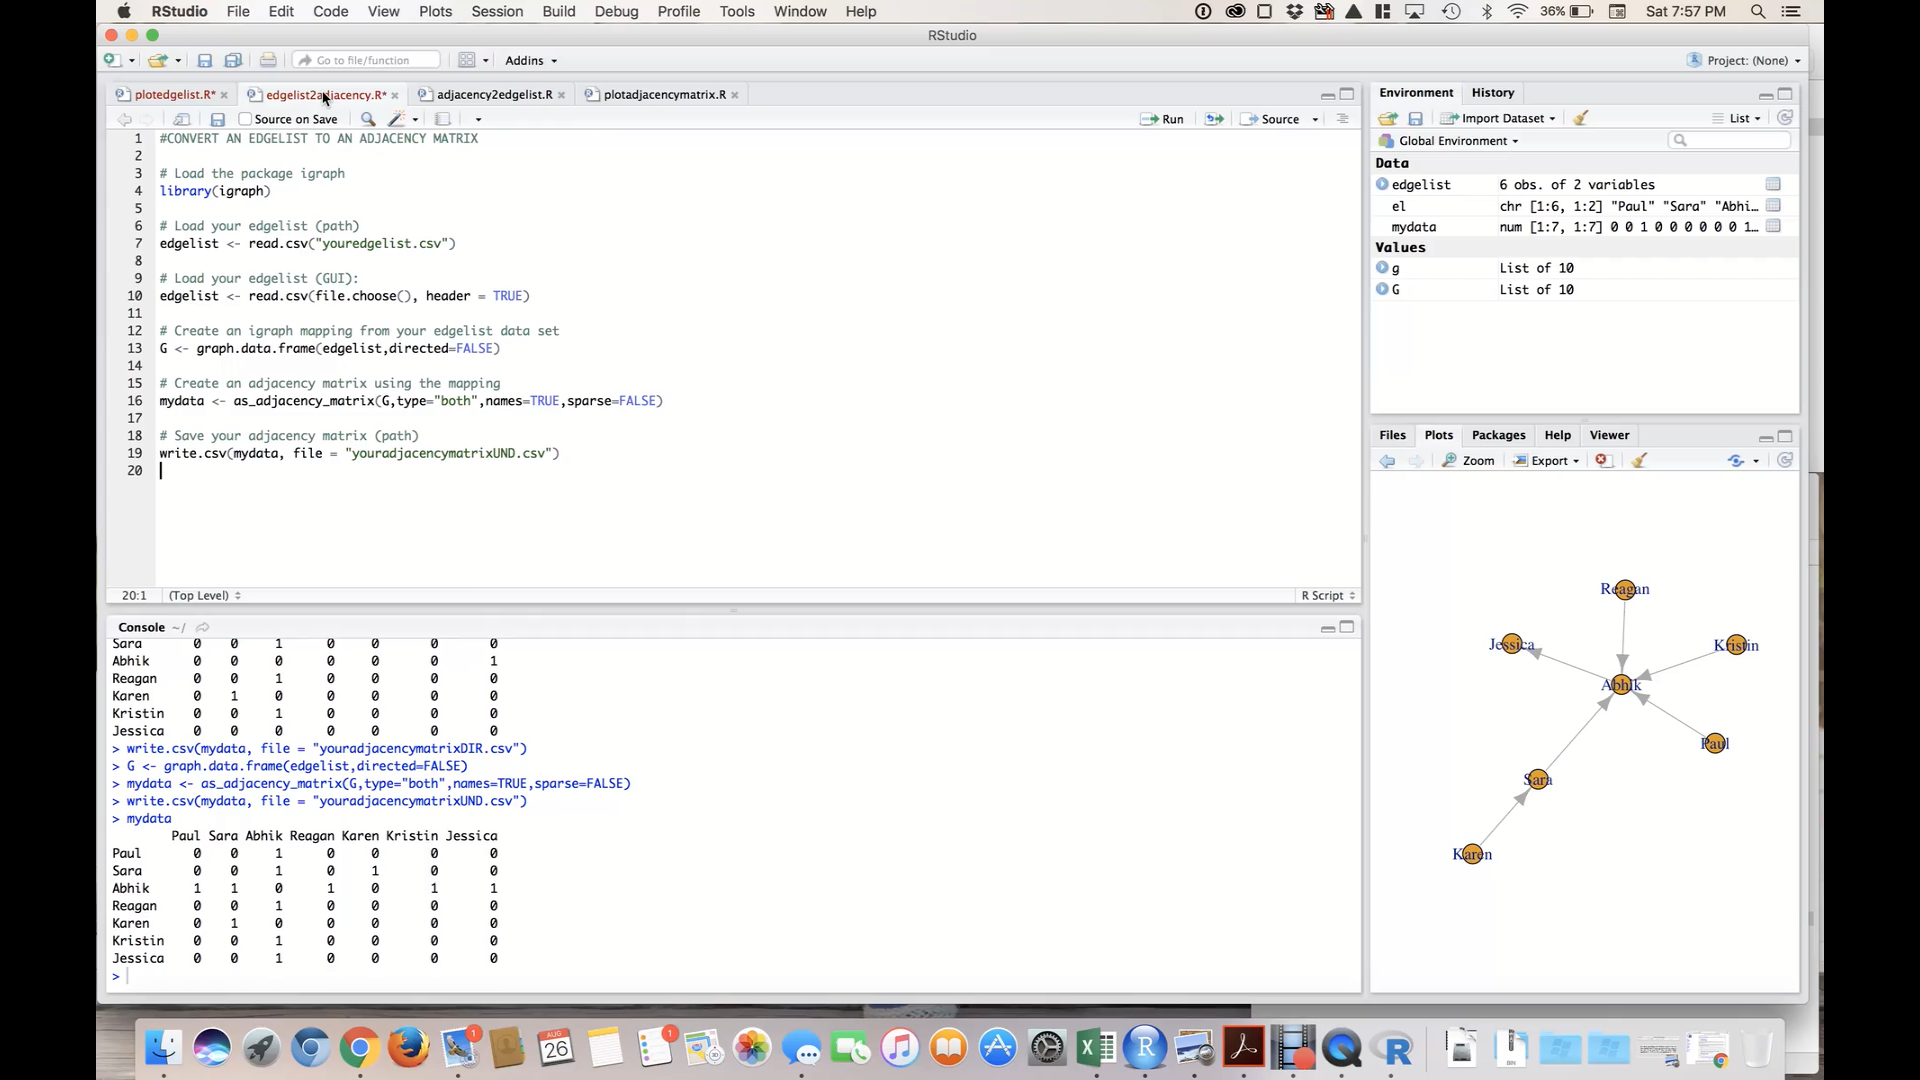 RStudio File Edit Code View Plots Session Build Debug Profile Tools Window Help
36% Sat 7:57 PM
RStudio
Go to file/function
Addins
Project: (None)
plotedgelist.R*
edgelist2adjacency.R*
adjacency2edgelist.R
plotadjacencymatrix.R
Source on Save
Run
Source
1 #CONVERT AN EDGELIST TO AN ADJACENCY MATRIX
2
3 # Load the package igraph
4 library(igraph)
5
6 # Load your edgelist (path)
7 edgelist <- read.csv("youredgelist.csv")
8
9 # Load your edgelist (GUI):
10 edgelist <- read.csv(file.choose(), header = TRUE)
11
12 # Create an igraph mapping from your edgelist data set
13 G <- graph.data.frame(edgelist,directed=FALSE)
14
15 # Create an adjacency matrix using the mapping
16 mydata <- as_adjacency_matrix(G,type="both",names=TRUE,sparse=FALSE)
17
18 # Save your adjacency matrix (path)
19 write.csv(mydata, file = "youradjacencymatrixUND.csv")
20
20:1 (Top Level) R Script
Console ~/
Sara 0 0 1 0 0 0 0
Abhik 0 0 0 0 0 0 1
Reagan 0 0 1 0 0 0 0
Karen 0 1 0 0 0 0 0
Kristin 0 0 1 0 0 0 0
Jessica 0 0 0 0 0 0 0
> write.csv(mydata, file = "youradjacencymatrixDIR.csv")
> G <- graph.data.frame(edgelist,directed=FALSE)
> mydata <- as_adjacency_matrix(G,type="both",names=TRUE,sparse=FALSE)
> write.csv(mydata, file = "youradjacencymatrixUND.csv")
> mydata
Paul Sara Abhik Reagan Karen Kristin Jessica
Paul 0 0 1 0 0 0 0
Sara 0 0 1 0 1 0 0
Abhik 1 1 0 1 0 1 1
Reagan 0 0 1 0 0 0 0
Karen 0 1 0 0 0 0 0
Kristin 0 0 1 0 0 0 0
Jessica 0 0 1 0 0 0 0
>
Environment History
Import Dataset
List
Global Environment
Data
edgelist 6 obs. of 2 variables
el chr [1:6, 1:2] "Paul" "Sara" "Abhi…
mydata num [1:7, 1:7] 0 0 1 0 0 0 0 0 0 1…
Values
g List of 10
G List of 10
Files Plots Packages Help Viewer
Zoom
Export
Reagan
Jessica
Kristin
Abhik
Paul
Sara
Karen
1
AUG
26
1
R
X
R
R